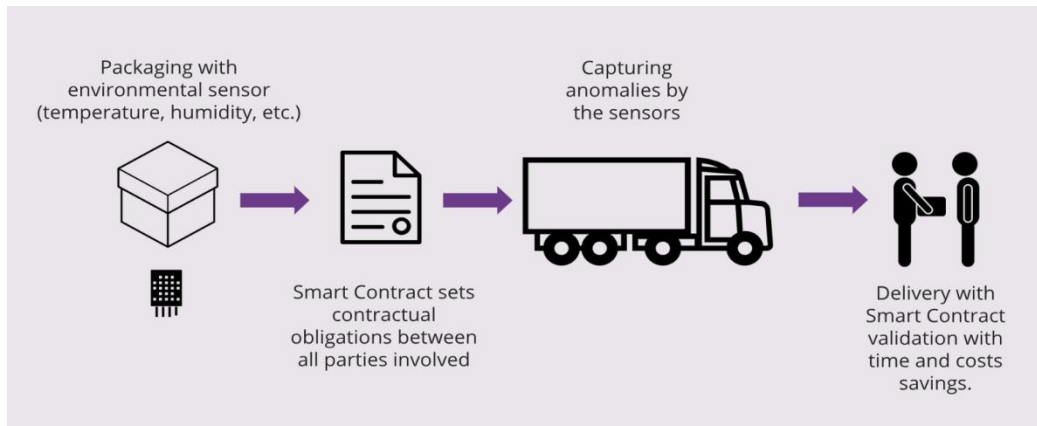 Packaging with
environmental sensor
(temperature, humidity, etc.)
Smart Contract sets
contractual
obligations between
all parties involved
Capturing
anomalies by
the sensors
Delivery with
Smart Contract
validation with
time and costs
savings.